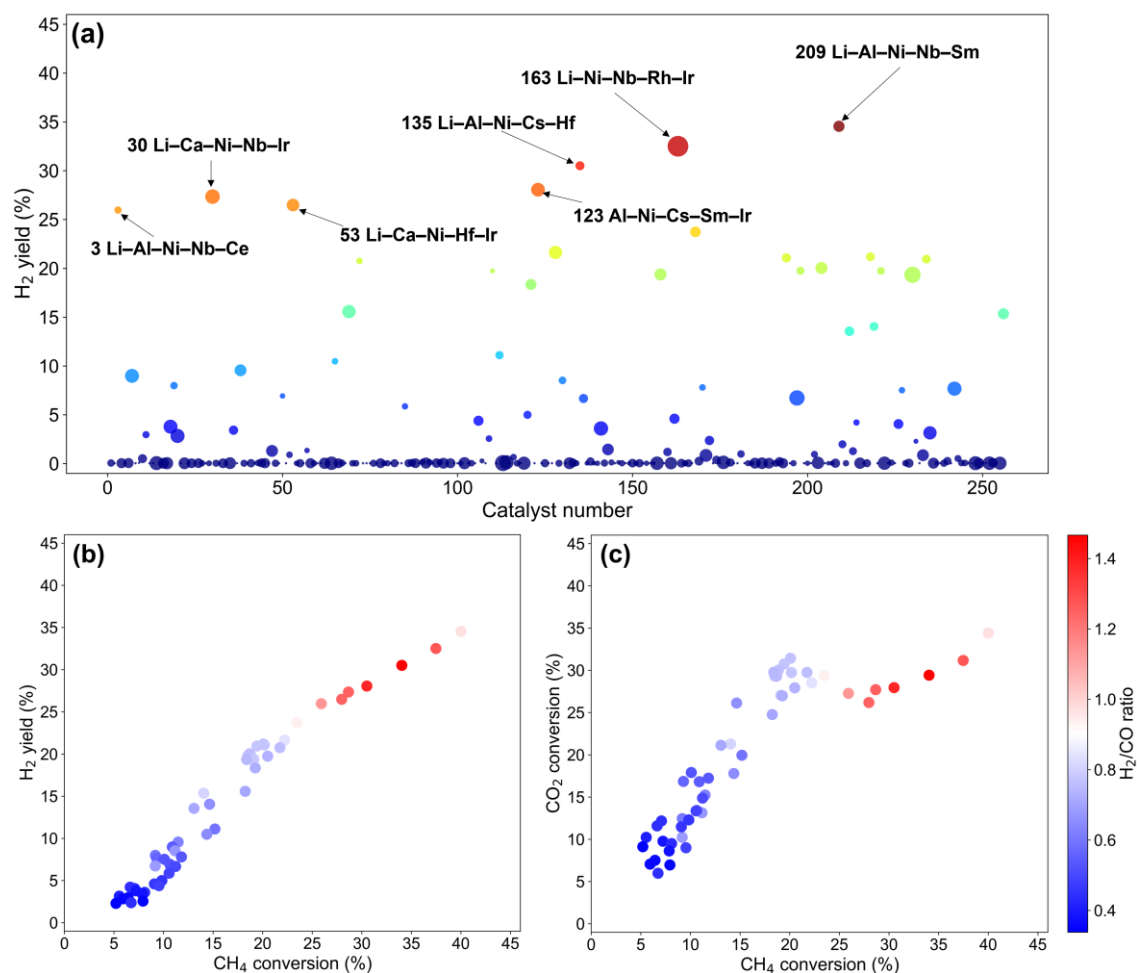 (a)
45
40
35
30
25
20
15
10
5
0
H₂ yield (%)
209 Li–Al–Ni–Nb–Sm
163 Li–Ni–Nb–Rh–Ir
135 Li–Al–Ni–Cs–Hf
30 Li–Ca–Ni–Nb–Ir
123 Al–Ni–Cs–Sm–Ir
53 Li–Ca–Ni–Hf–Ir
3 Li–Al–Ni–Nb–Ce
0 50 100 150 200 250
Catalyst number
(b)
45
40
35
30
25
20
15
10
5
0
H₂ yield (%)
0 5 10 15 20 25 30 35 40 45
CH₄ conversion (%)
(c)
45
40
35
30
25
20
15
10
5
0
CO₂ conversion (%)
0 5 10 15 20 25 30 35 40 45
CH₄ conversion (%)
1.4
1.2
1.0
0.8
0.6
0.4
H₂/CO ratio